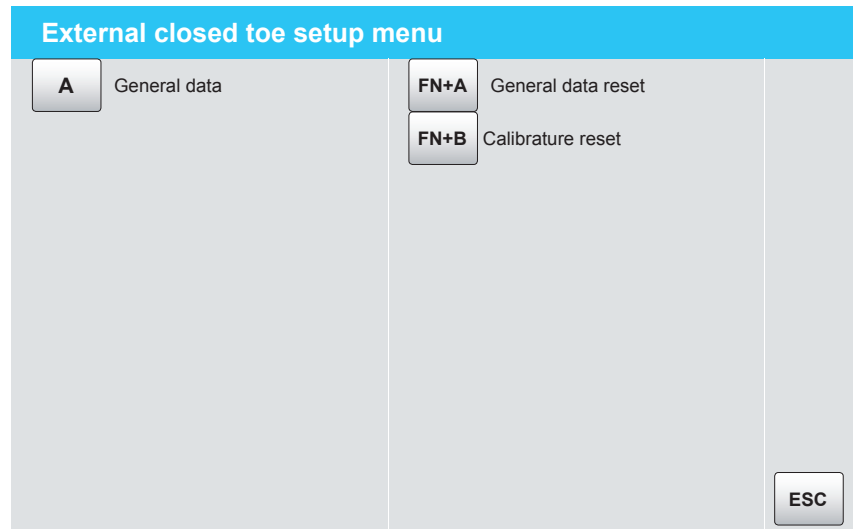 External closed toe setup menu
A General data
FN+A General data reset
FN+B Calibrature reset
ESC